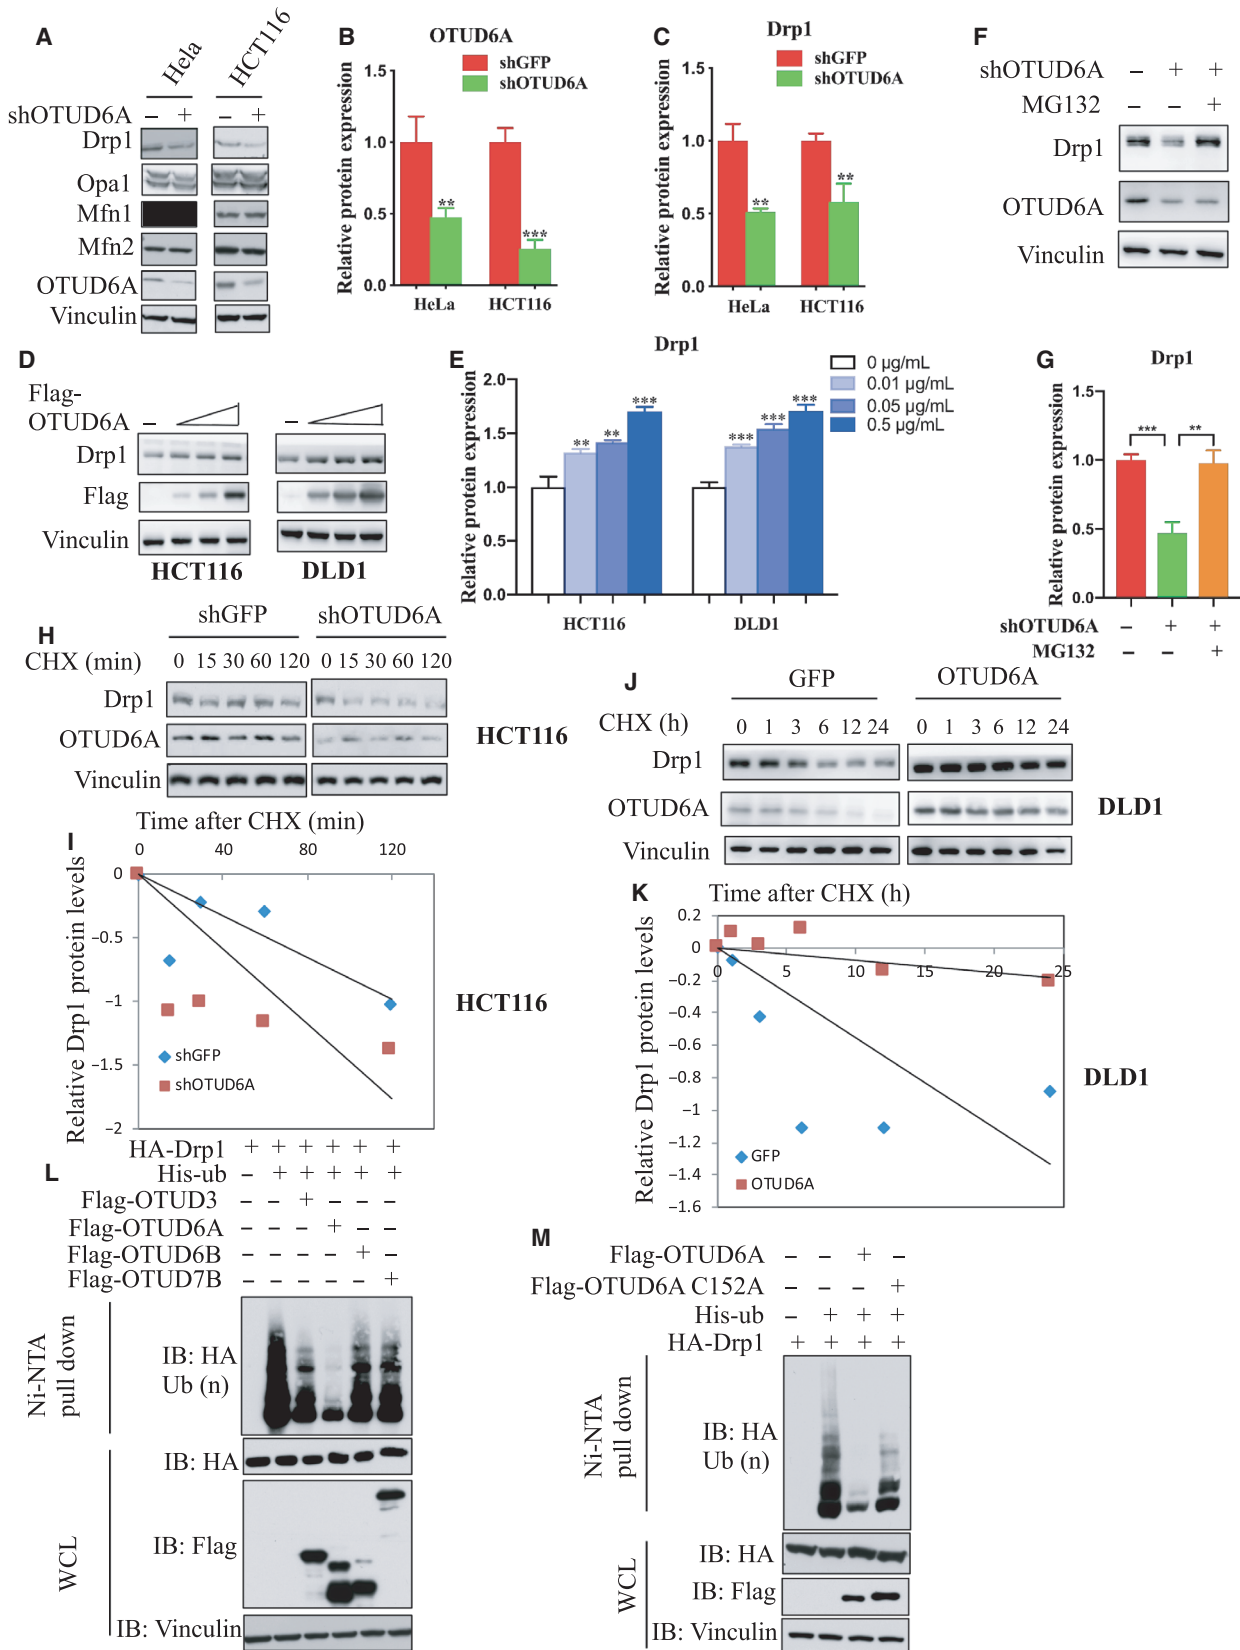 A
Hela HCT116
shOTUD6A – + – +
Drp1
Opa1
Mfn1
Mfn2
OTUD6A
Vinculin
B
OTUD6A
shGFP
shOTUD6A
Relative protein expression
1.5
1.0
0.5
0.0
** ***
HeLa HCT116
C
Drp1
shGFP
shOTUD6A
Relative protein expression
1.5
1.0
0.5
0.0
** **
HeLa HCT116
F
shOTUD6A – + +
MG132 – – +
Drp1
OTUD6A
Vinculin
D
Flag-
OTUD6A – –
Drp1
Flag
Vinculin
HCT116 DLD1
E
Drp1
0 µg/mL
0.01 µg/mL
0.05 µg/mL
0.5 µg/mL
Relative protein expression
2.0
1.5
1.0
1.5
0.0
** ** *** *** *** ***
HCT116 DLD1
G
Drp1
Relative protein expression
1.5
1.0
0.5
0.0
*** **
shOTUD6A – + +
MG132 – – +
H
shGFP shOTUD6A
CHX (min) 0 15 30 60 120 0 15 30 60 120
Drp1
OTUD6A
Vinculin
HCT116
I
Time after CHX (min)
0 40 80 120
0
–0.5
–1
–1.5
–2
Relative Drp1 protein levels
shGFP
shOTUD6A
HCT116
J
GFP OTUD6A
CHX (h) 0 1 3 6 12 24 0 1 3 6 12 24
Drp1
OTUD6A
Vinculin
DLD1
K
Time after CHX (h)
0.2
0
–0.2
–0.4
–0.6
–0.8
–1
–1.2
–1.4
–1.6
0 5 10 15 20 25
Relative Drp1 protein levels
GFP
OTUD6A
DLD1
L
HA-Drp1 + + + + + +
His-ub – + + + + +
Flag-OTUD3 – – + – – –
Flag-OTUD6A – – – + – –
Flag-OTUD6B – – – – + –
Flag-OTUD7B – – – – – +
Ni-NTA
pull down
IB: HA
Ub (n)
WCL
IB: HA
IB: Flag
IB: Vinculin
M
Flag-OTUD6A – – + –
Flag-OTUD6A C152A – – – +
His-ub – + + +
HA-Drp1 + + + +
Ni-NTA
pull down
IB: HA
Ub (n)
WCL
IB: HA
IB: Flag
IB: Vinculin